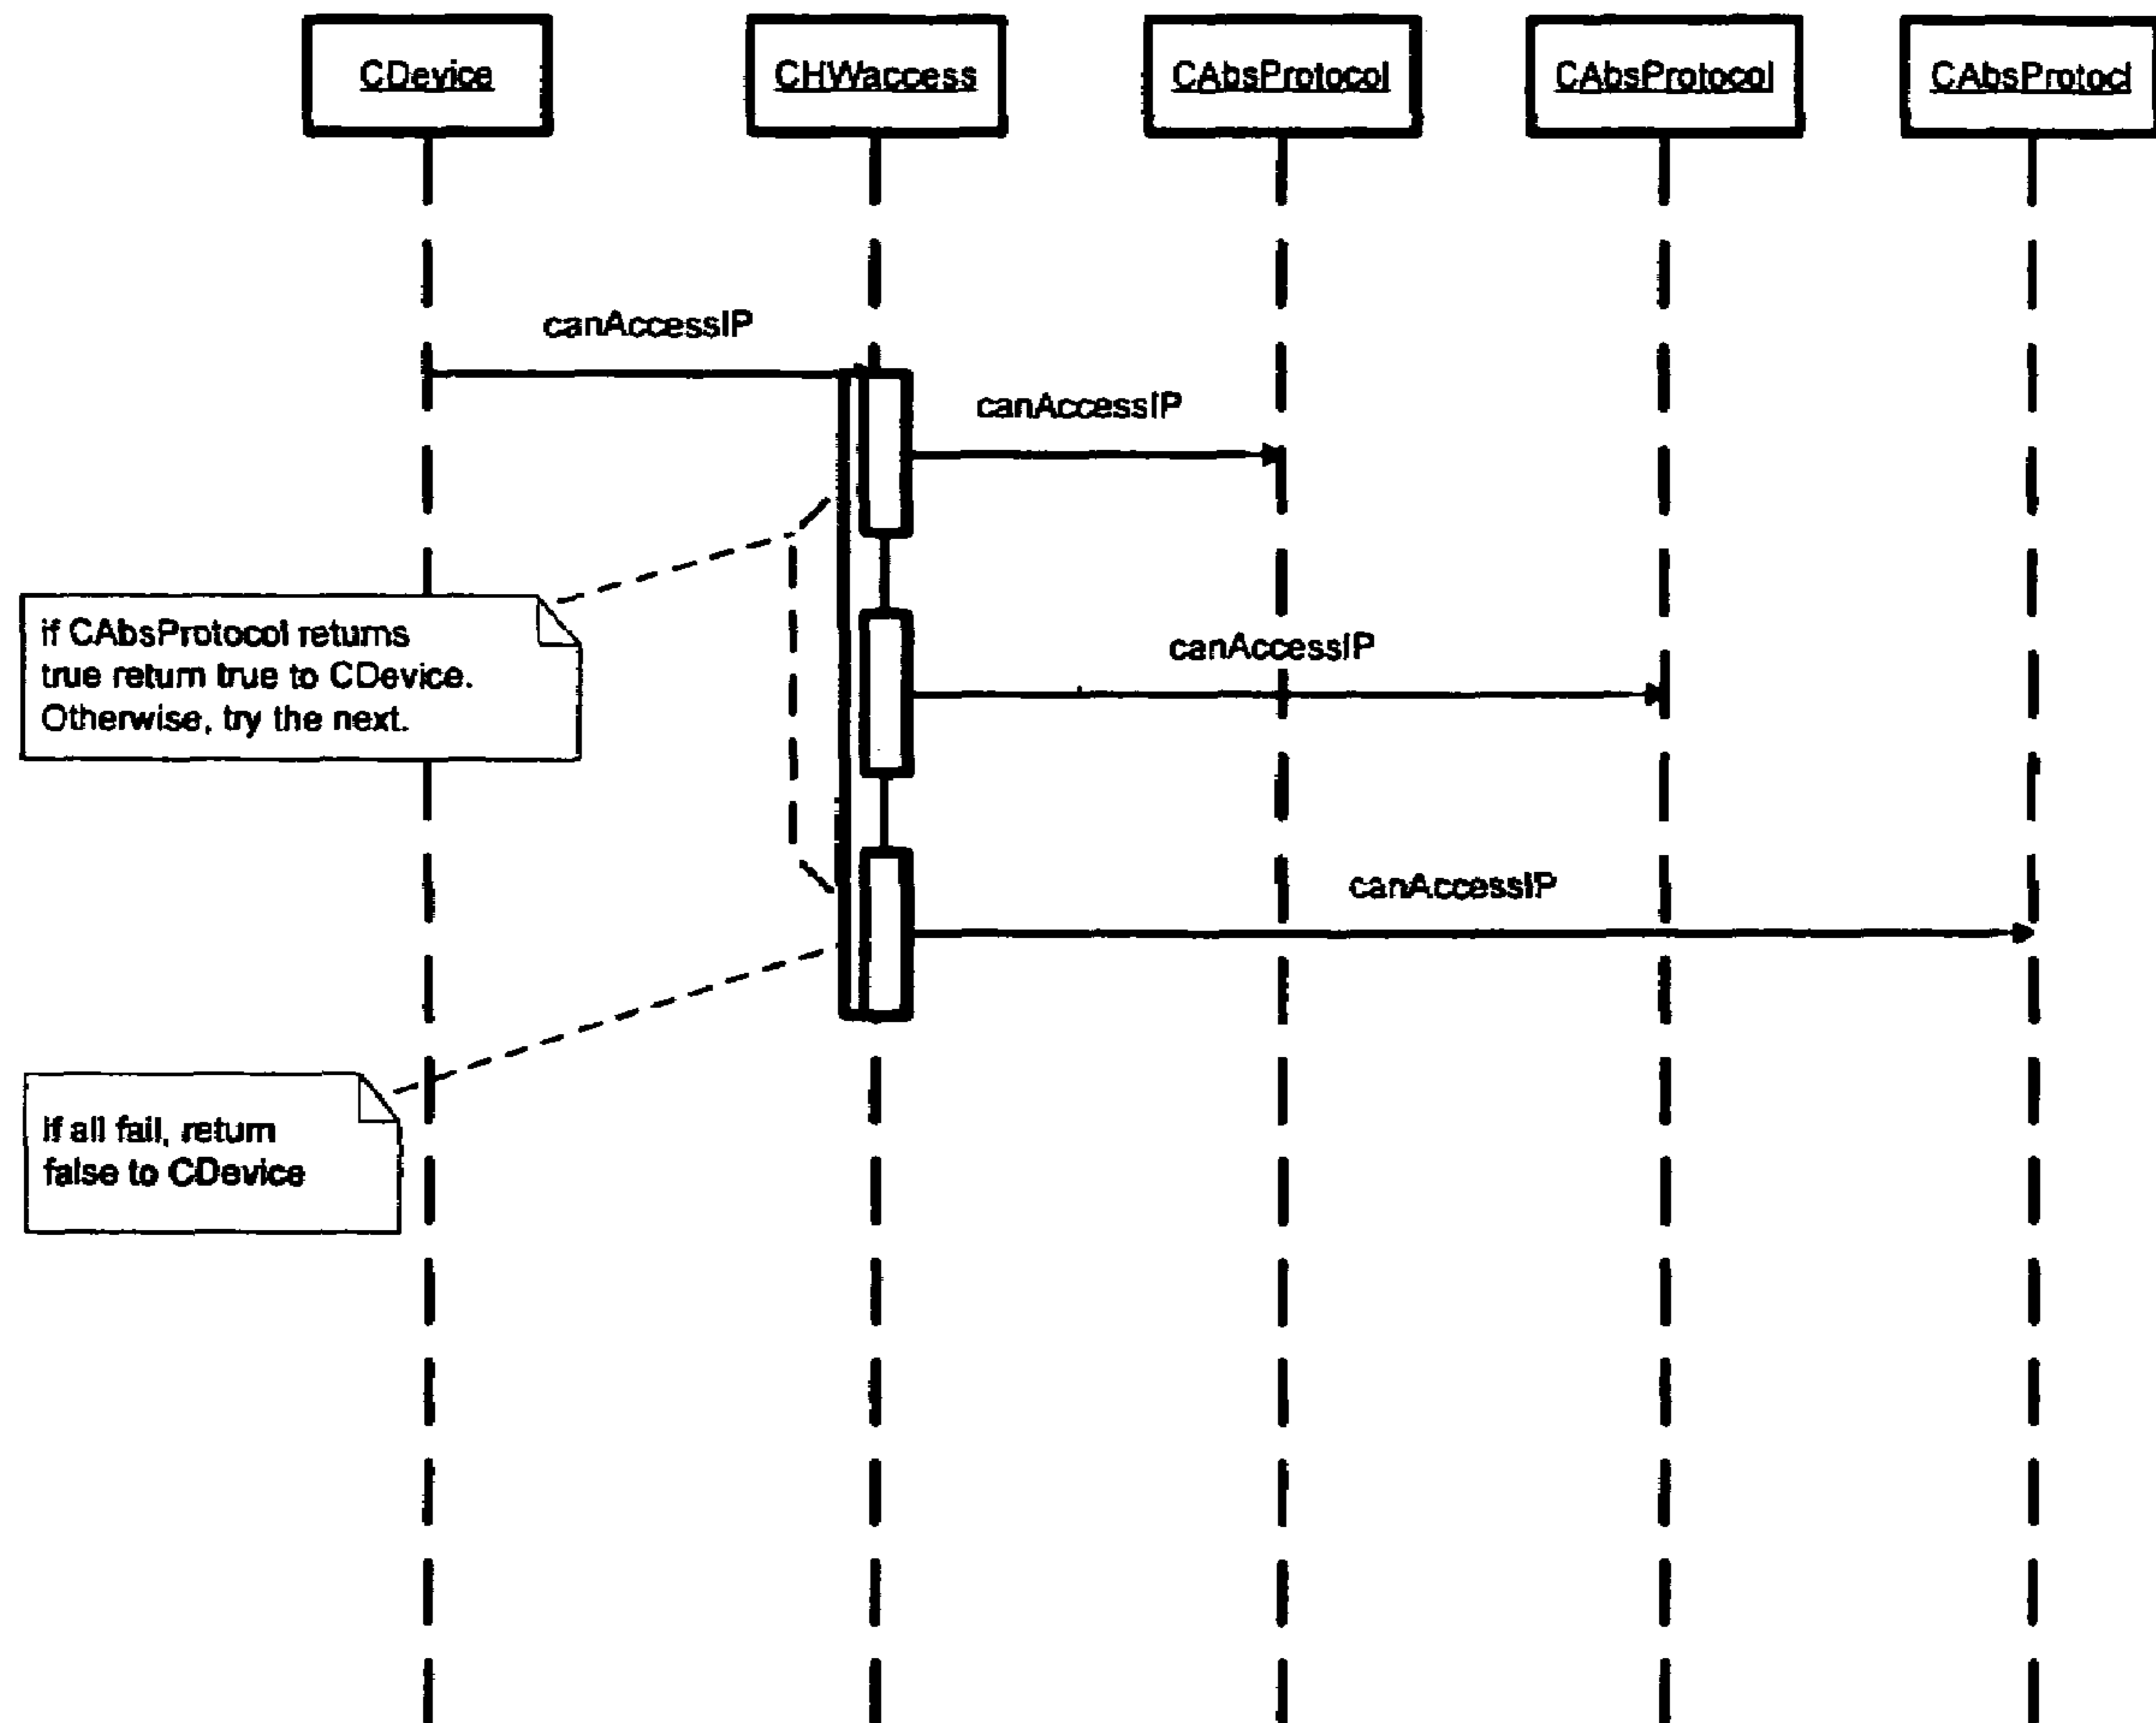 CDevice
CHWaccess
CAbsProtocol
CAbsProtocol
CAbsProtocl
canAccessIP
canAccessIP
if CAbsProtocol returns
true return true to CDevice.
Otherwise, try the next.
canAccessIP
canAccessIP
If all fail, return
false to CDevice